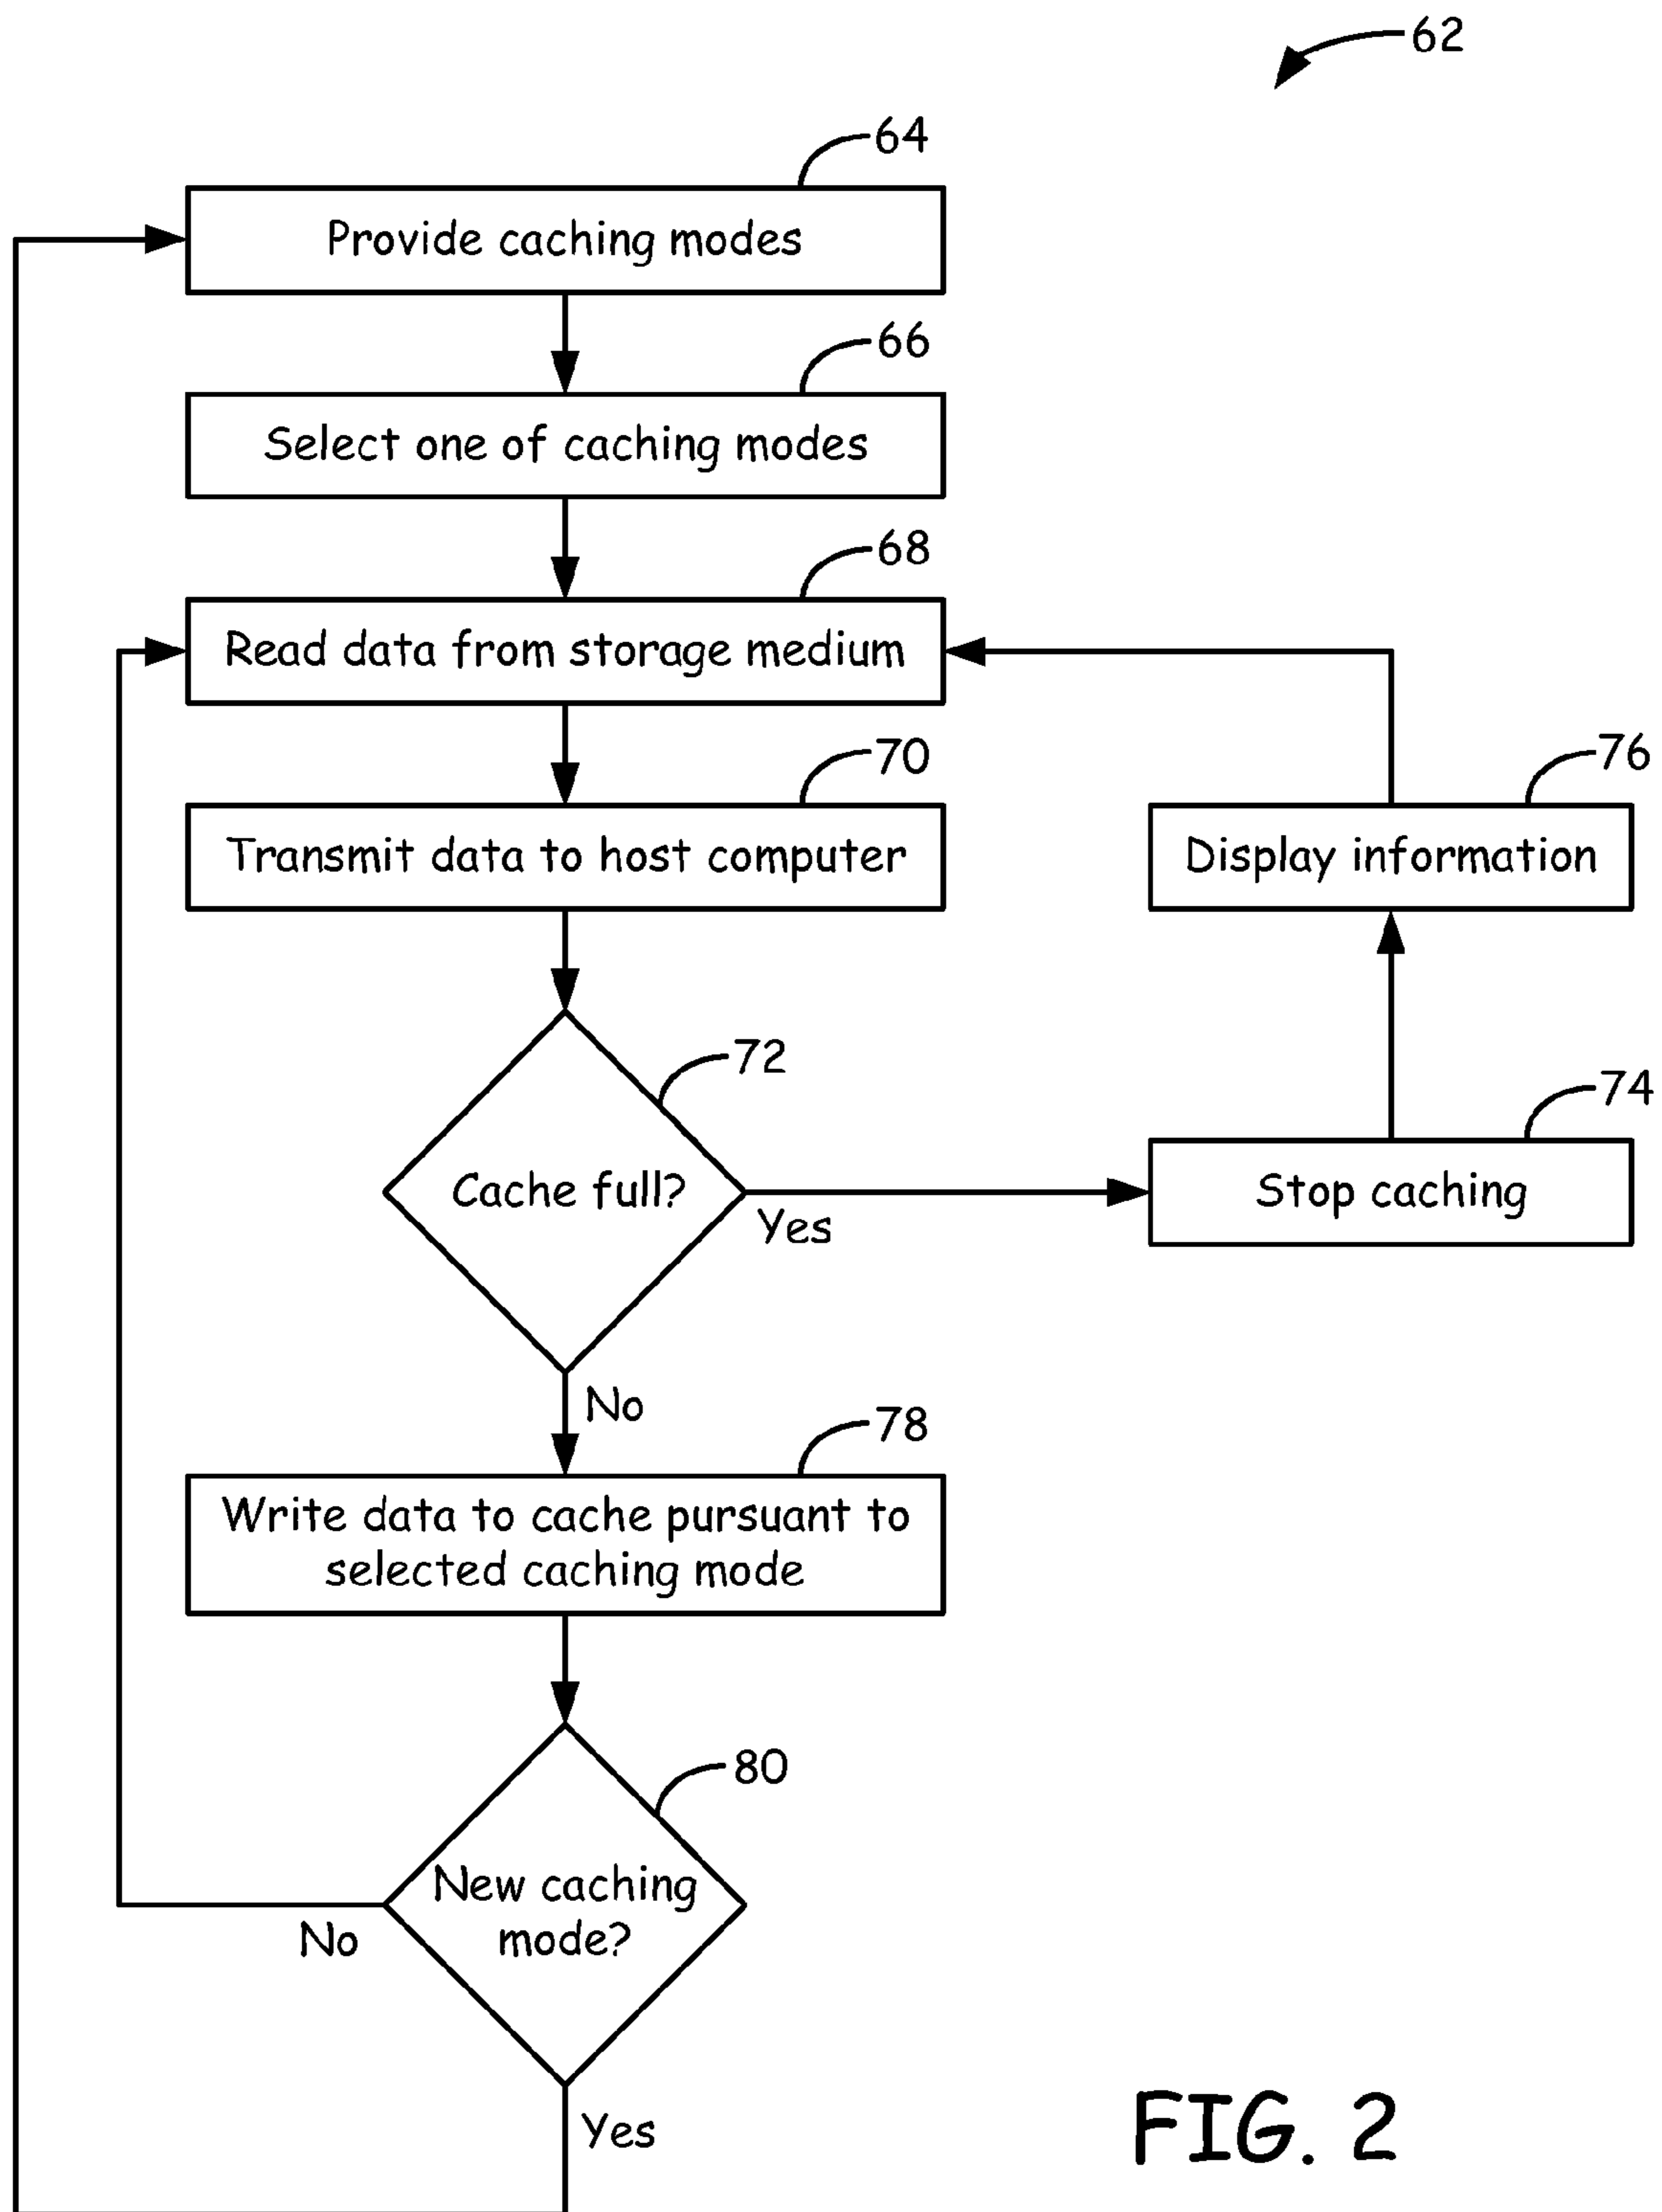 62
64
Provide caching modes
66
Select one of caching modes
68
Read data from storage medium
70
76
Transmit data to host computer
Display information
72
74
Cache full?
Stop caching
Yes
No
78
Write data to cache pursuant to
selected caching mode
80
New caching
mode?
No
Yes
FIG. 2